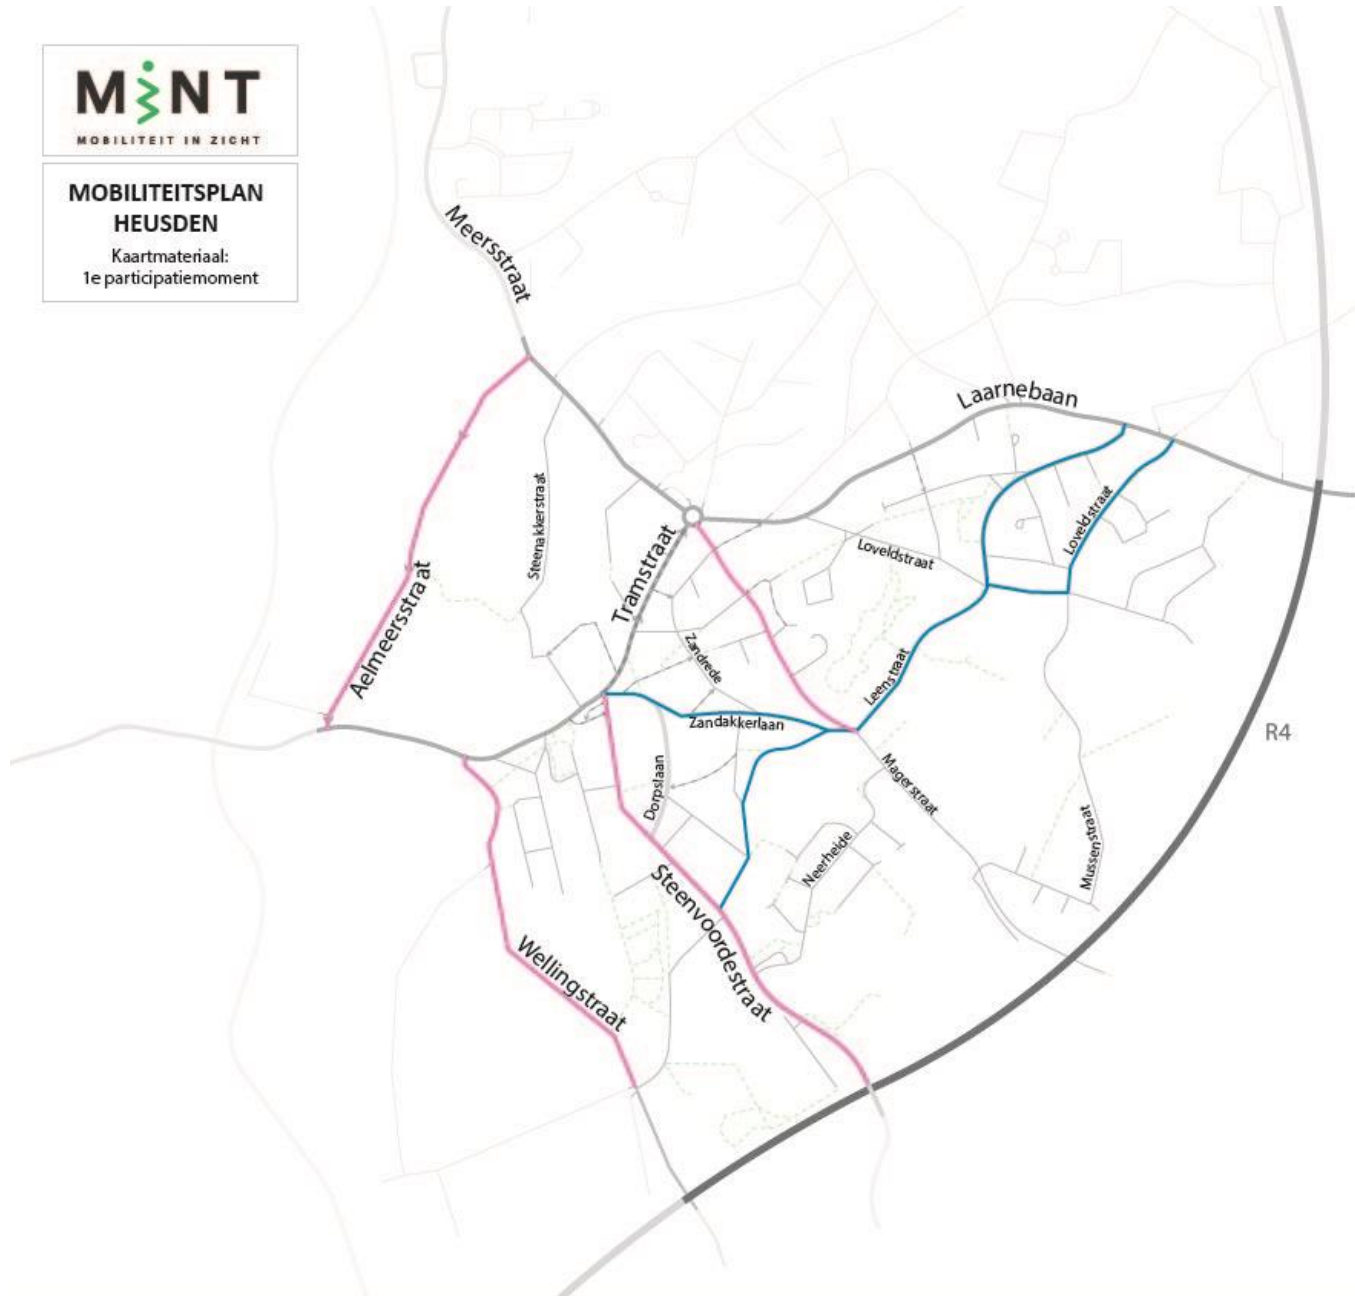 MINT
MOBILITEIT IN ZICHT
MOBILITEITSPLAN
HEUSDEN
Kaartmateriaal:
1e participatiemoment
Meersstraat
Laarnebaan
Steenakkerstraat
Loveldstraat
Loveldstraat
Tramstraat
Aelmeersstraat
Zandrede
Leenstraat
Zandakkerlaan
R4
Dorpslaan
Magerstraat
Mussenstraat
Neerheide
Steenvoordestraat
Wellingstraat